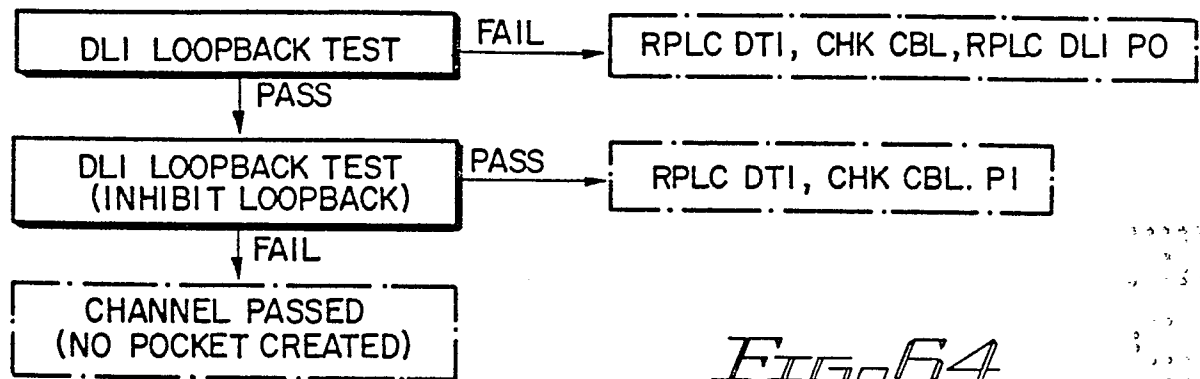 DLI LOOPBACK TEST
FAIL
RPLC DTI, CHK CBL, RPLC DLI PO
PASS
DLI LOOPBACK TEST
(INHIBIT LOOPBACK)
PASS
RPLC DTI, CHK CBL. PI
FAIL
CHANNEL PASSED
(NO POCKET CREATED)
FIG-64